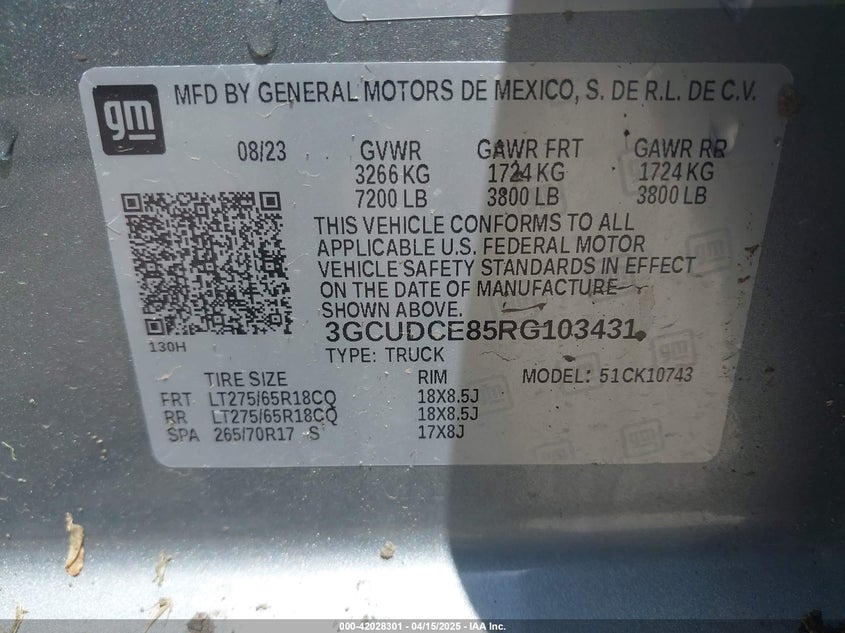 gm
MFD BY GENERAL MOTORS DE MEXICO, S. DE R.L. DE C.V.
08/23 GVWR GAWR FRT GAWR RR
3266 KG 1724 KG 1724 KG
7200 LB 3800 LB 3800 LB
THIS VEHICLE CONFORMS TO ALL
APPLICABLE U.S. FEDERAL MOTOR
VEHICLE SAFETY STANDARDS IN EFFECT
ON THE DATE OF MANUFACTURE
SHOWN ABOVE.
3GCUDCE85RG103431
130H
TYPE: TRUCK
TIRE SIZE RIM MODEL: 51CK10743
FRT LT275/65R18CQ 18X8.5J
RR LT275/65R18CQ 18X8.5J
SPA 265/70R17 S 17X8J
000-42028301 - 04/15/2025 - IAA Inc.